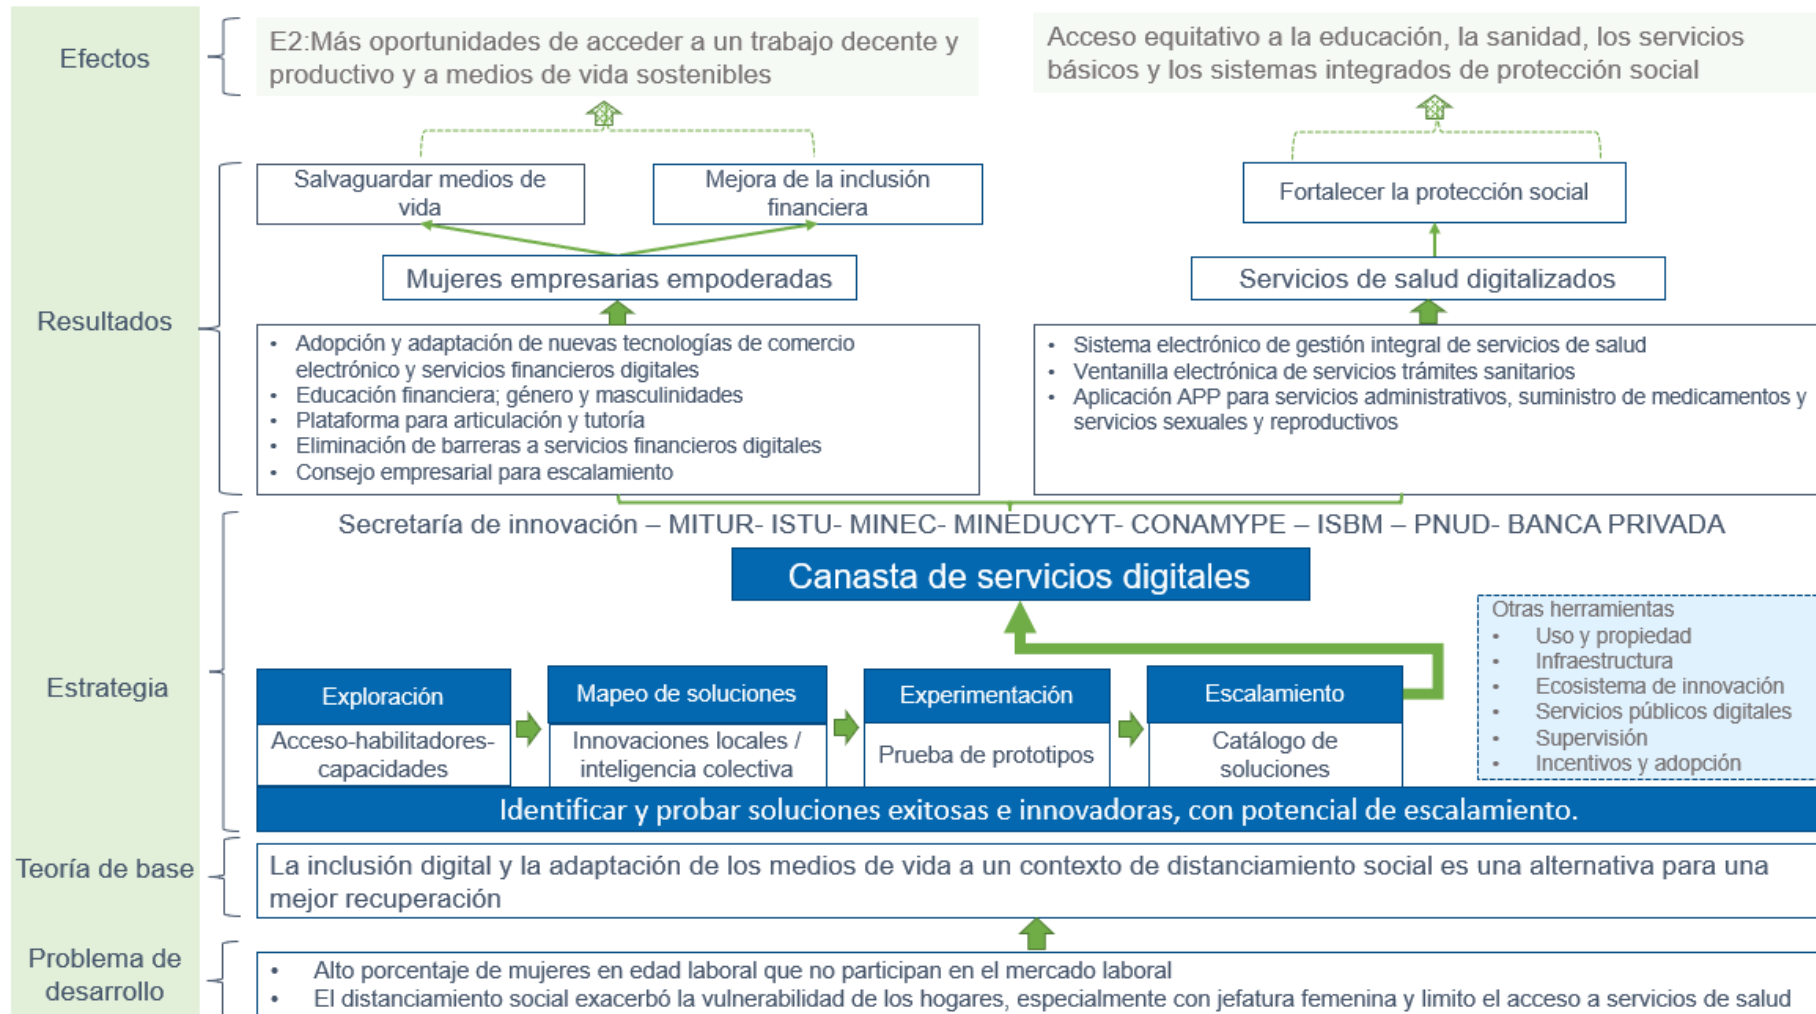 Efectos
E2:Más oportunidades de acceder a un trabajo decente y
productivo y a medios de vida sostenibles
Acceso equitativo a la educación, la sanidad, los servicios
básicos y los sistemas integrados de protección social
Resultados
Salvaguardar medios de
vida
Mejora de la inclusión
financiera
Fortalecer la protección social
Mujeres empresarias empoderadas
Servicios de salud digitalizados
• Adopción y adaptación de nuevas tecnologías de comercio
electrónico y servicios financieros digitales
• Educación financiera; género y masculinidades
• Plataforma para articulación y tutoría
• Eliminación de barreras a servicios financieros digitales
• Consejo empresarial para escalamiento
• Sistema electrónico de gestión integral de servicios de salud
• Ventanilla electrónica de servicios trámites sanitarios
• Aplicación APP para servicios administrativos, suministro de medicamentos y
servicios sexuales y reproductivos
Estrategia
Secretaría de innovación – MITUR- ISTU- MINEC- MINEDUCYT- CONAMYPE – ISBM – PNUD- BANCA PRIVADA
Canasta de servicios digitales
Exploración
Acceso-habilitadores-
capacidades
Mapeo de soluciones
Innovaciones locales /
inteligencia colectiva
Experimentación
Prueba de prototipos
Escalamiento
Catálogo de
soluciones
Otras herramientas
• Uso y propiedad
• Infraestructura
• Ecosistema de innovación
• Servicios públicos digitales
• Supervisión
• Incentivos y adopción
Identificar y probar soluciones exitosas e innovadoras, con potencial de escalamiento.
Teoría de base
La inclusión digital y la adaptación de los medios de vida a un contexto de distanciamiento social es una alternativa para una
mejor recuperación
Problema de
desarrollo
• Alto porcentaje de mujeres en edad laboral que no participan en el mercado laboral
• El distanciamiento social exacerbó la vulnerabilidad de los hogares, especialmente con jefatura femenina y limito el acceso a servicios de salud